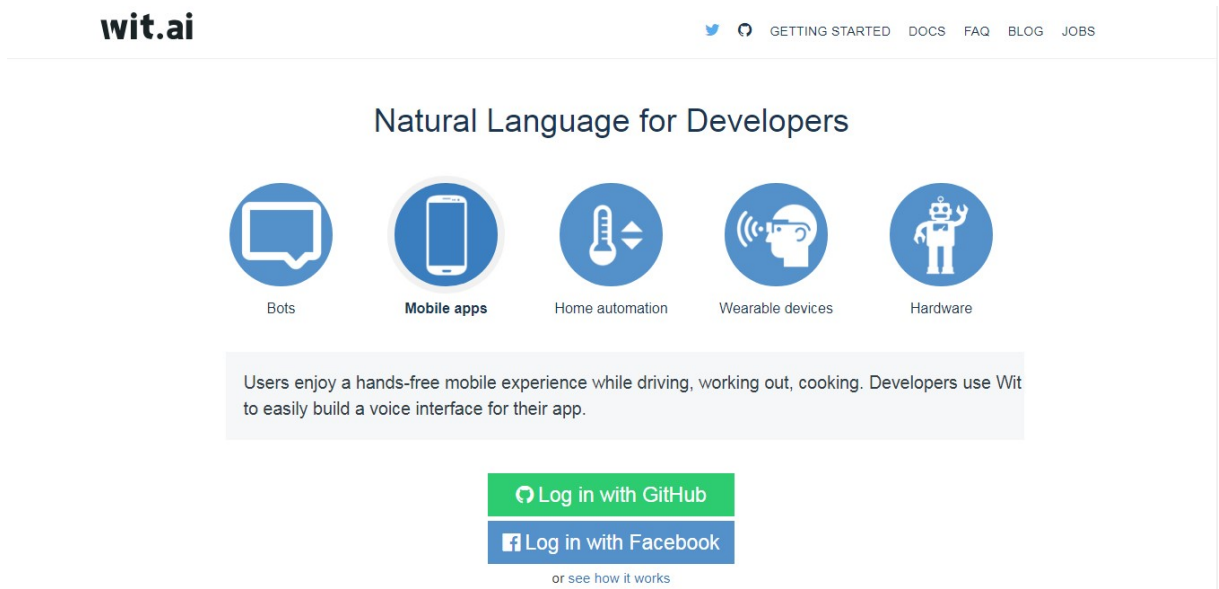 wit.ai
GETTING STARTED DOCS FAQ BLOG JOBS
Natural Language for Developers
Bots
Mobile apps
Home automation
Wearable devices
Hardware
Users enjoy a hands-free mobile experience while driving, working out, cooking. Developers use Wit
to easily build a voice interface for their app.
Log in with GitHub
Log in with Facebook
or see how it works